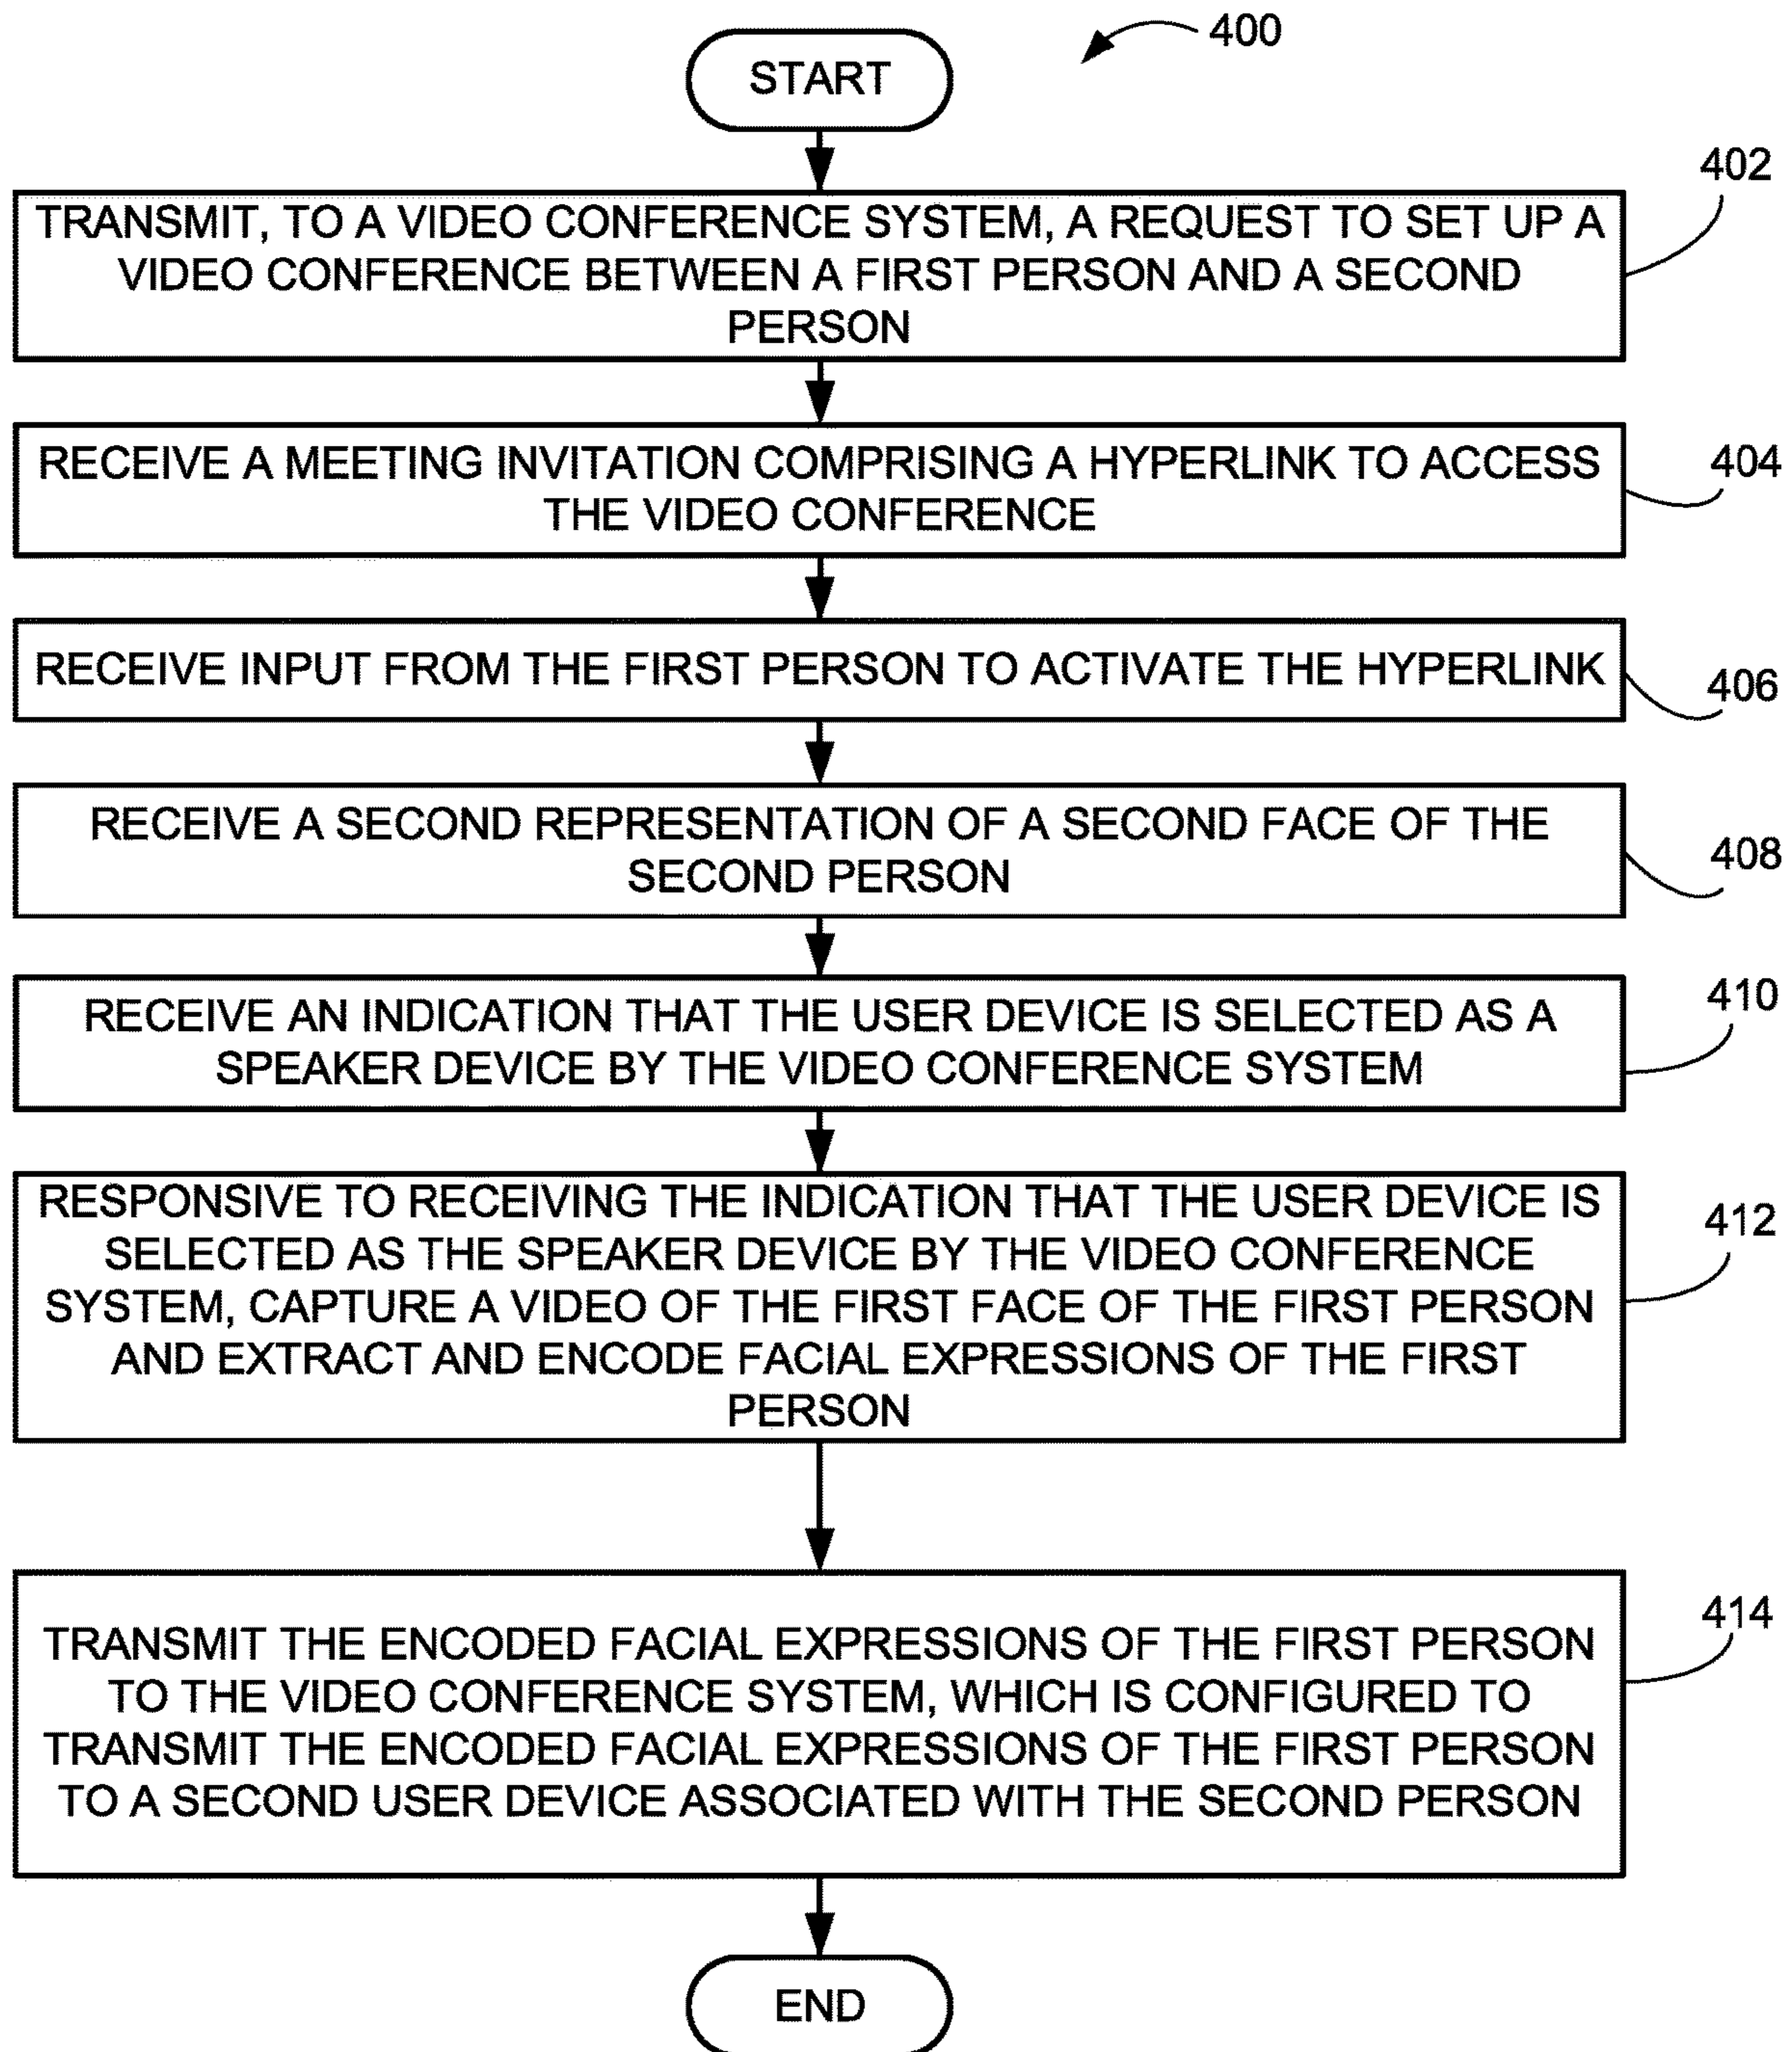 400
START
402
TRANSMIT, TO A VIDEO CONFERENCE SYSTEM, A REQUEST TO SET UP A
VIDEO CONFERENCE BETWEEN A FIRST PERSON AND A SECOND
PERSON
404
RECEIVE A MEETING INVITATION COMPRISING A HYPERLINK TO ACCESS
THE VIDEO CONFERENCE
406
RECEIVE INPUT FROM THE FIRST PERSON TO ACTIVATE THE HYPERLINK
408
RECEIVE A SECOND REPRESENTATION OF A SECOND FACE OF THE
SECOND PERSON
410
RECEIVE AN INDICATION THAT THE USER DEVICE IS SELECTED AS A
SPEAKER DEVICE BY THE VIDEO CONFERENCE SYSTEM
412
RESPONSIVE TO RECEIVING THE INDICATION THAT THE USER DEVICE IS
SELECTED AS THE SPEAKER DEVICE BY THE VIDEO CONFERENCE
SYSTEM, CAPTURE A VIDEO OF THE FIRST FACE OF THE FIRST PERSON
AND EXTRACT AND ENCODE FACIAL EXPRESSIONS OF THE FIRST
PERSON
414
TRANSMIT THE ENCODED FACIAL EXPRESSIONS OF THE FIRST PERSON
TO THE VIDEO CONFERENCE SYSTEM, WHICH IS CONFIGURED TO
TRANSMIT THE ENCODED FACIAL EXPRESSIONS OF THE FIRST PERSON
TO A SECOND USER DEVICE ASSOCIATED WITH THE SECOND PERSON
END